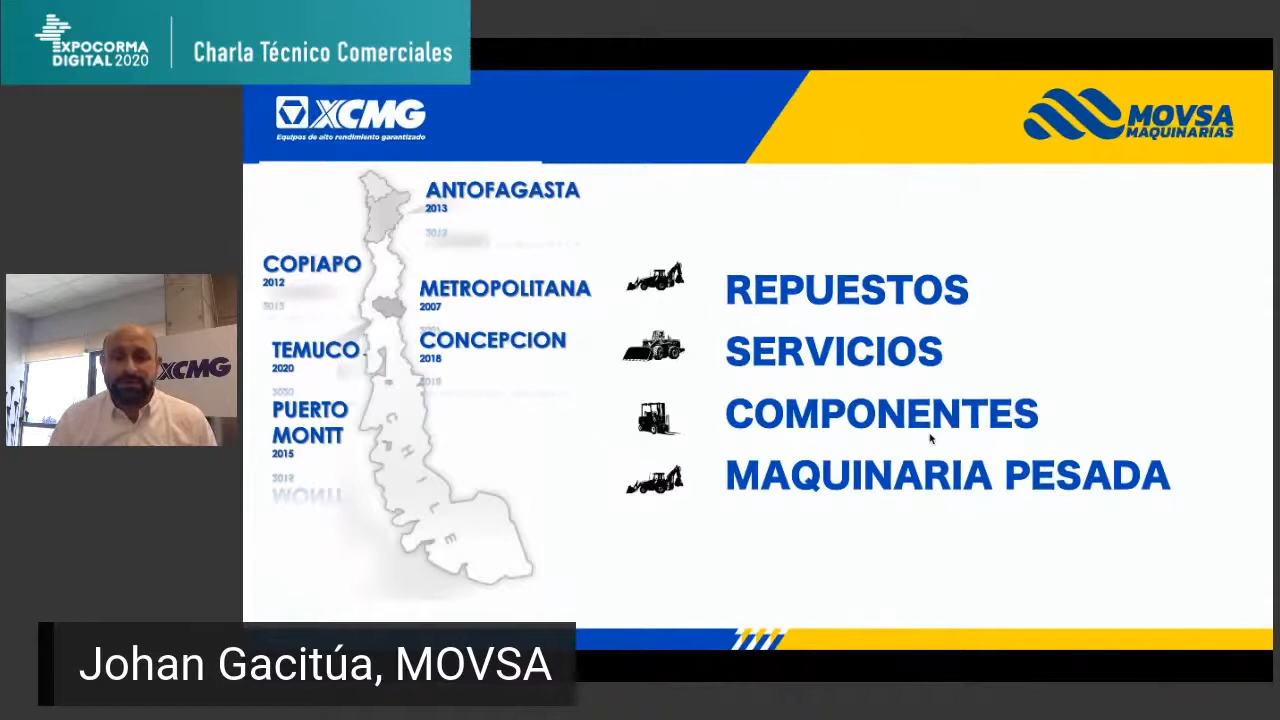 EXPOCORMA
DIGITAL 2020
Charla Técnico Comerciales
XCMG
Equipos de alto rendimiento garantizado
MOVSA
MAQUINARIAS
ANTOFAGASTA
2013
COPIAPO
2012
METROPOLITANA
2007
CONCEPCION
2018
TEMUCO
2020
PUERTO
MONTT
2015
CHILE
REPUESTOS
SERVICIOS
COMPONENTES
MAQUINARIA PESADA
XCMG
Johan Gacitúa, MOVSA